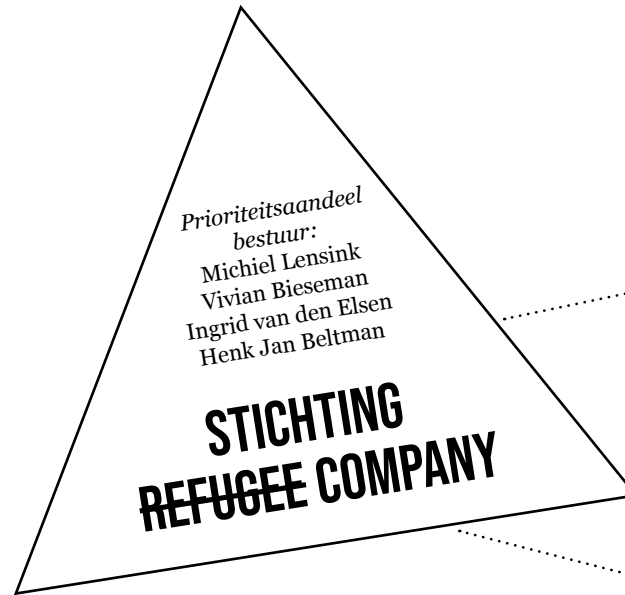 Prioriteitsaandeel
bestuur:
Michiel Lensink
Vivian Bieseman
Ingrid van den Elsen
Henk Jan Beltman
STICHTING
REFUGEE COMPANY